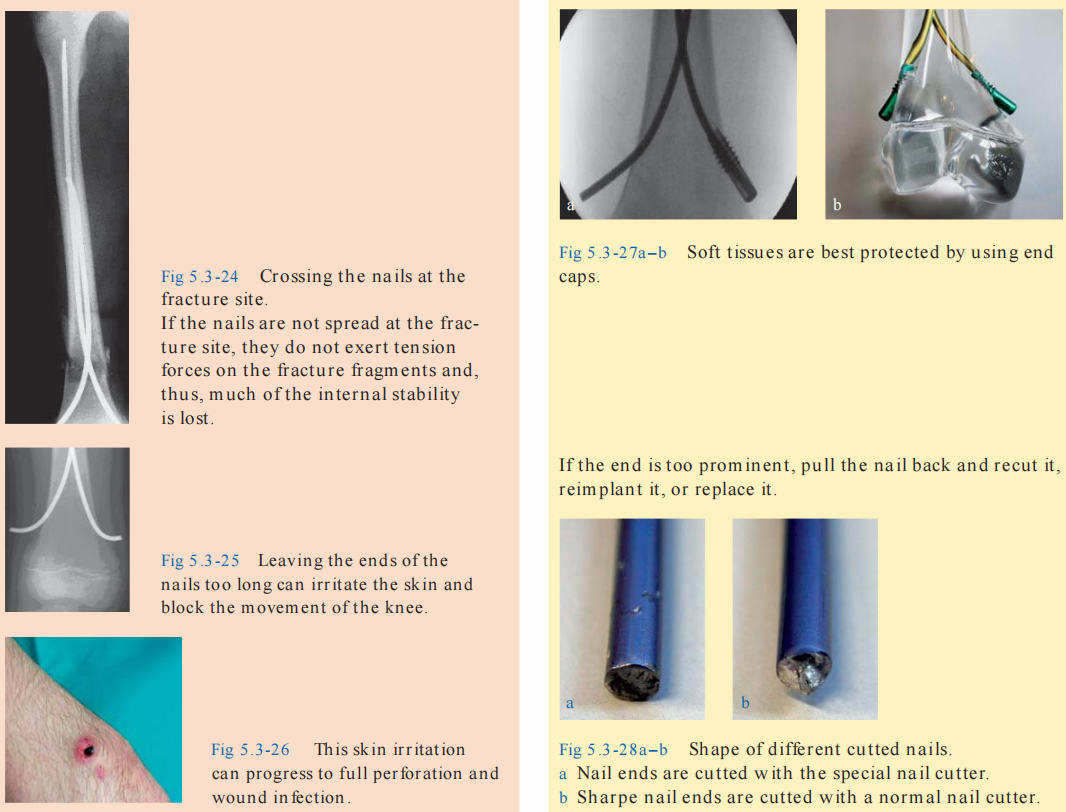 Fig 5.3-24 Crossing the nails at the
fracture site.
If the nails are not spread at the frac-
ture site, they do not exert tension
forces on the fracture fragments and,
thus, much of the internal stability
is lost.
Fig 5.3-25 Leaving the ends of the
nails too long can irritate the skin and
block the movement of the knee.
Fig 5.3-26 This skin irritation
can progress to full perforation and
wound infection.
a
b
Fig 5.3-27a–b Soft tissues are best protected by using end
caps.
If the end is too prominent, pull the nail back and recut it,
reimplant it, or replace it.
a
b
Fig 5.3-28a–b Shape of different cutted nails.
a Nail ends are cutted with the special nail cutter.
b Sharpe nail ends are cutted with a normal nail cutter.